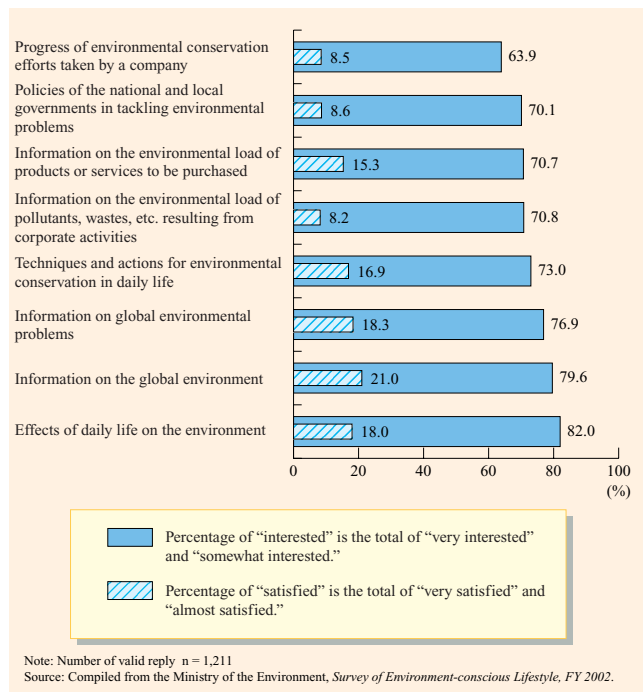 Progress of environmental conservation
efforts taken by a company
8.5
63.9
Policies of the national and local
governments in tackling environmental
problems
8.6
70.1
Information on the environmental load of
products or services to be purchased
15.3
70.7
Information on the environmental load of
pollutants, wastes, etc. resulting from
corporate activities
8.2
70.8
Techniques and actions for environmental
conservation in daily life
16.9
73.0
Information on global environmental
problems
18.3
76.9
Information on the global environment
21.0
79.6
Effects of daily life on the environment
18.0
82.0
0 20 40 60 80 100
(%)
Percentage of “interested” is the total of “very interested”
and “somewhat interested.”
Percentage of “satisfied” is the total of “very satisfied” and
“almost satisfied.”
Note: Number of valid reply n = 1,211
Source: Compiled from the Ministry of the Environment, Survey of Environment-conscious Lifestyle, FY 2002.